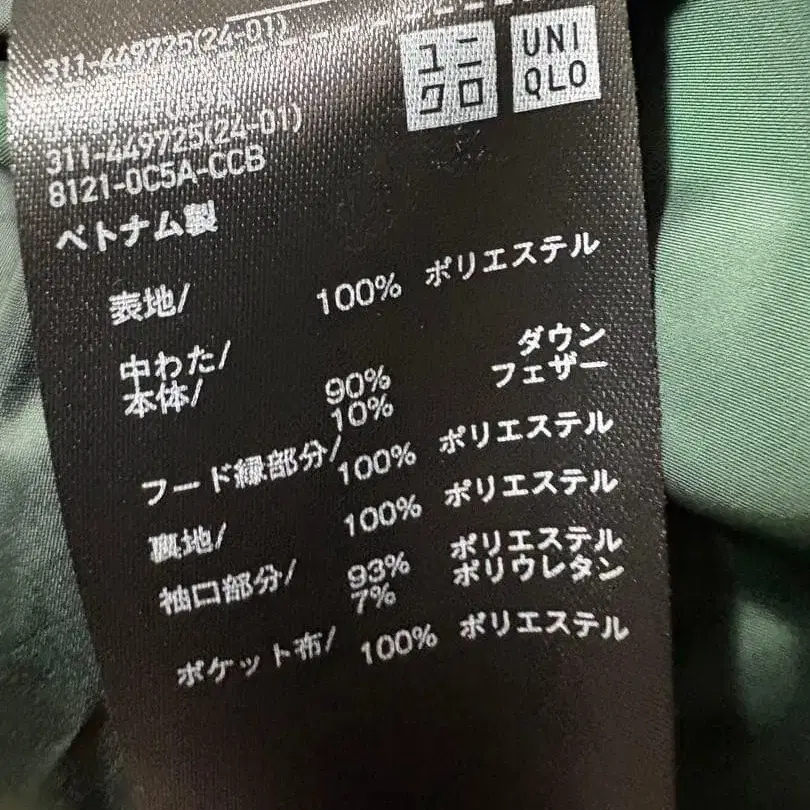 311-449725(24-01)
ユニ
クロ
UNI
QLO
311-449725(24-01)
8121-0C5A-CCB
ベトナム製
表地/ 100% ポリエステル
中わた/
本体/ 90% ダウン
10% フェザー
フード縁部分/ 100% ポリエステル
裏地/ 100% ポリエステル
袖口部分/ 93% ポリエステル
7% ポリウレタン
ポケット布/ 100% ポリエステル